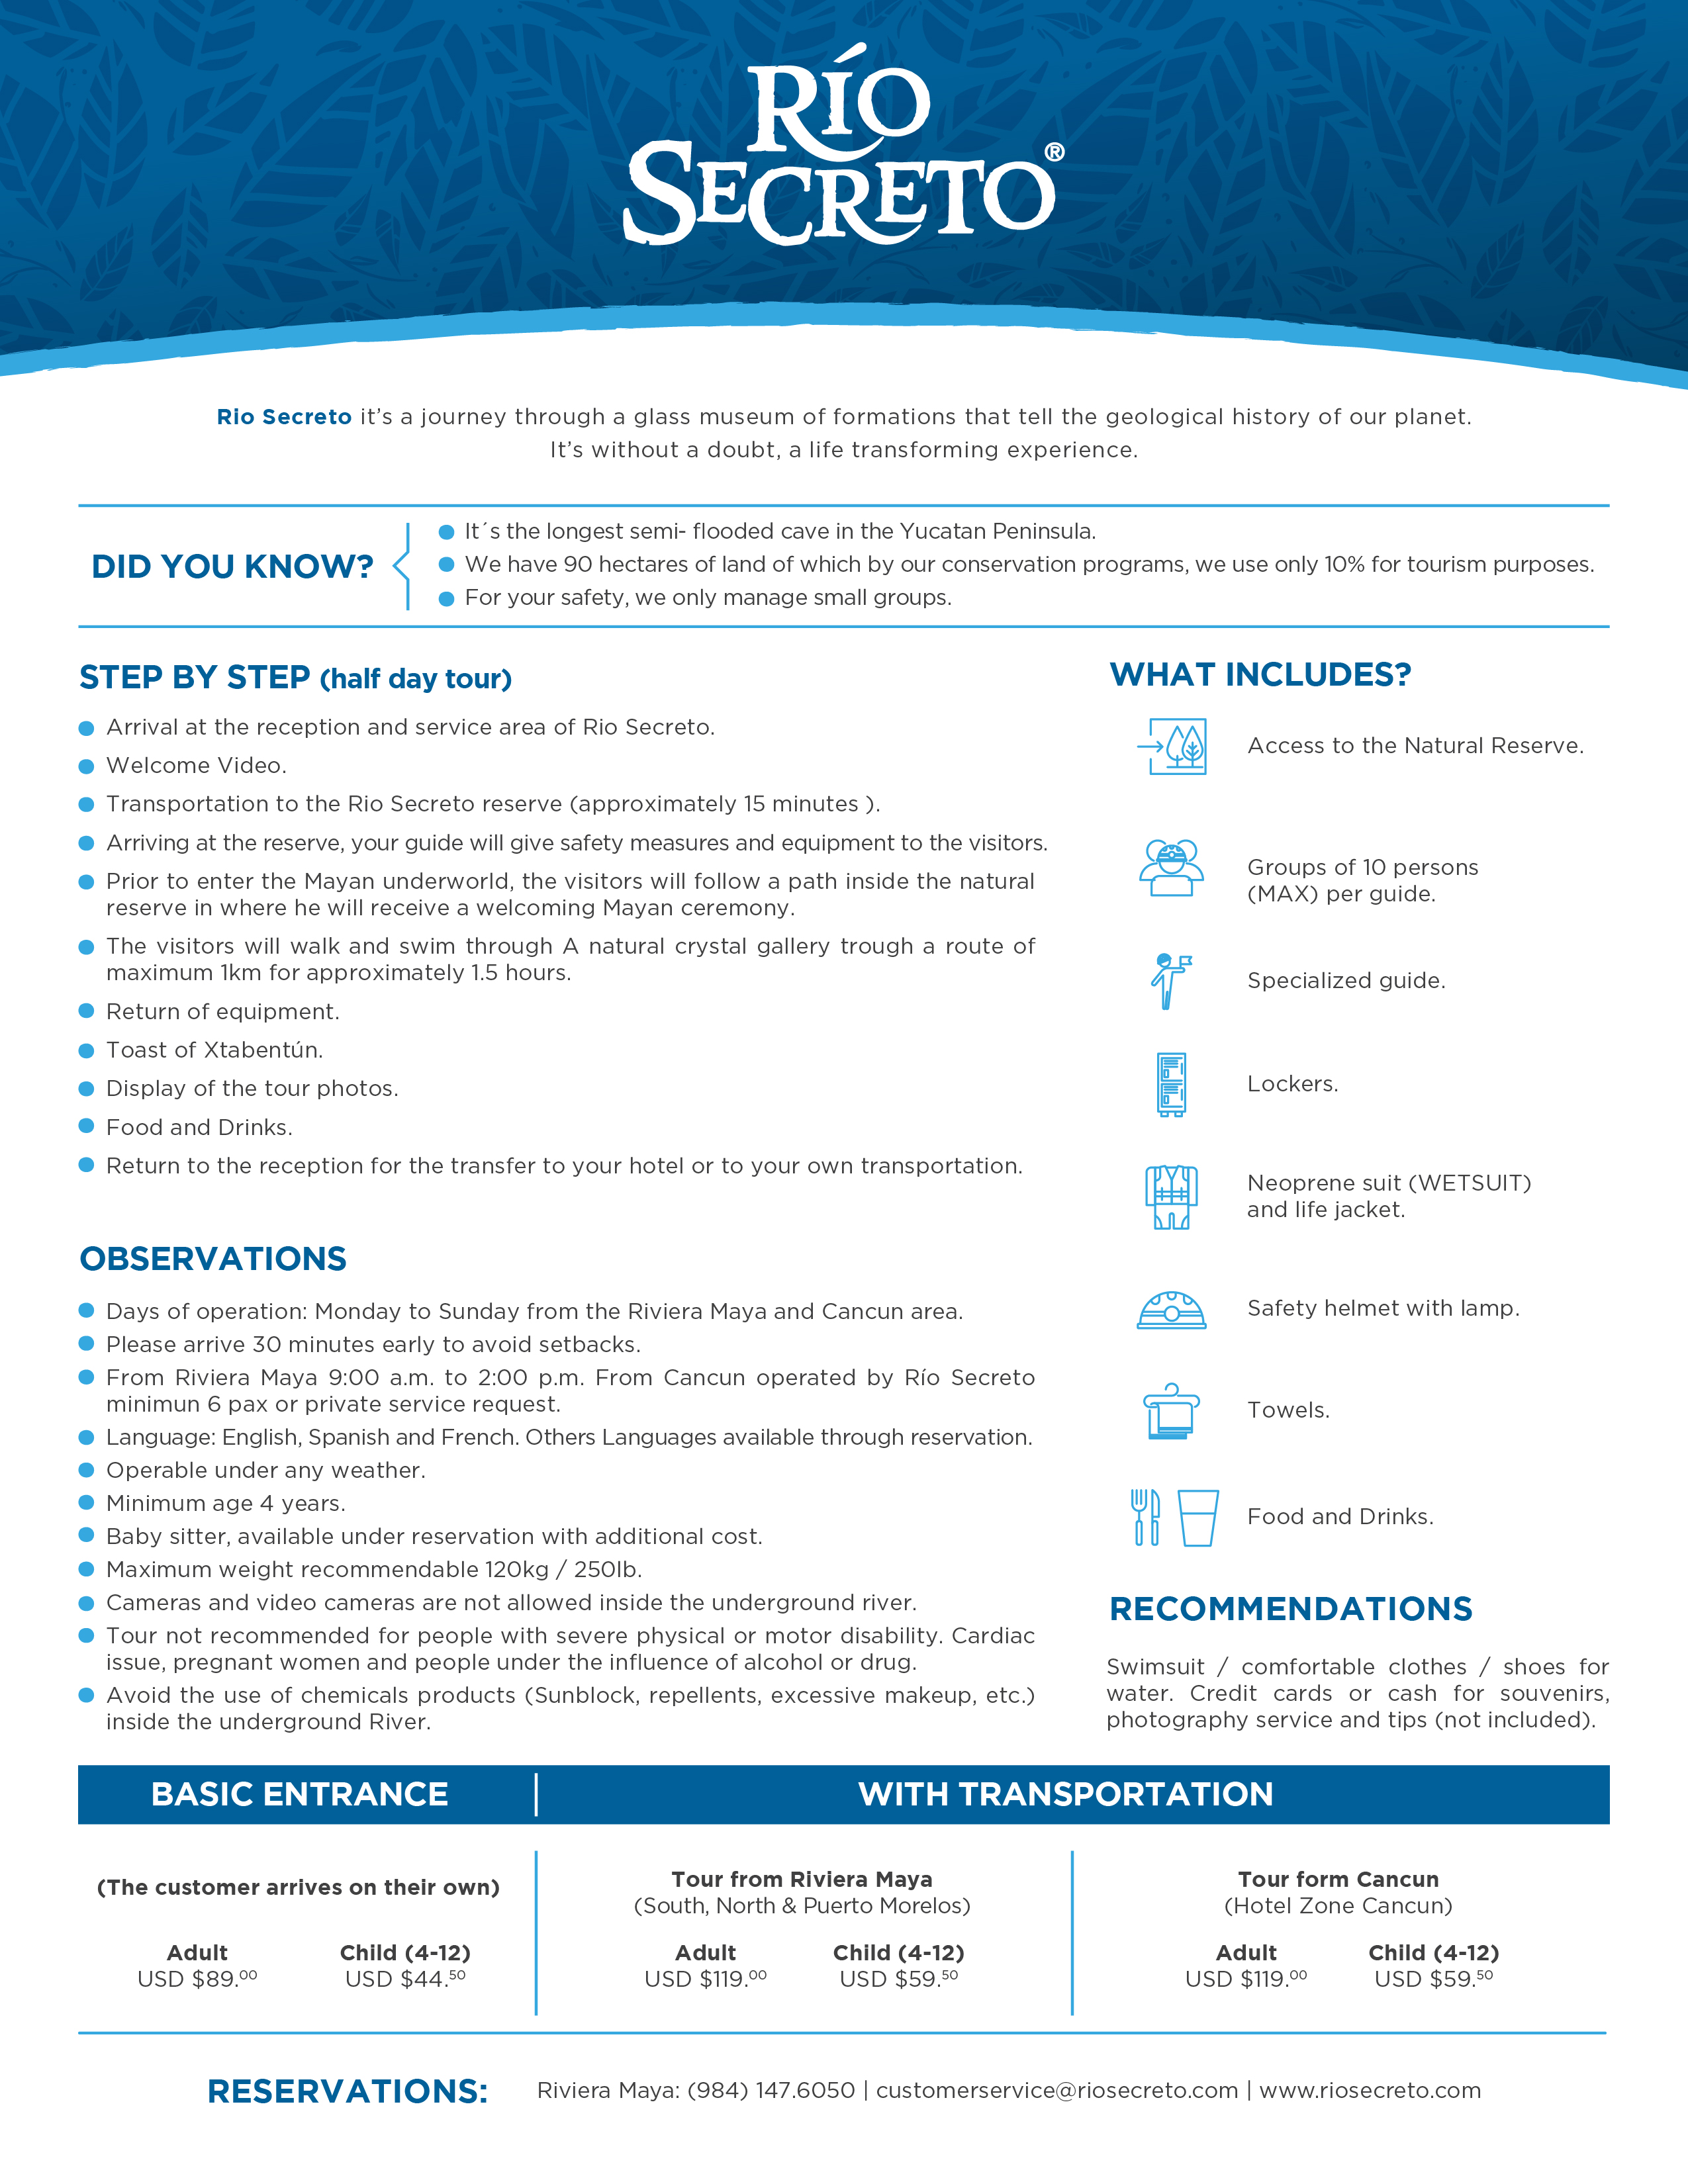 RÍO
SECRETO®
Rio Secreto it’s a journey through a glass museum of formations that tell the geological history of our planet.
It’s without a doubt, a life transforming experience.
DID YOU KNOW?
It´s the longest semi- flooded cave in the Yucatan Peninsula.
We have 90 hectares of land of which by our conservation programs, we use only 10% for tourism purposes.
For your safety, we only manage small groups.
STEP BY STEP (half day tour)
Arrival at the reception and service area of Rio Secreto.
Welcome Video.
Transportation to the Rio Secreto reserve (approximately 15 minutes ).
Arriving at the reserve, your guide will give safety measures and equipment to the visitors.
Prior to enter the Mayan underworld, the visitors will follow a path inside the natural
reserve in where he will receive a welcoming Mayan ceremony.
The visitors will walk and swim through A natural crystal gallery trough a route of
maximum 1km for approximately 1.5 hours.
Return of equipment.
Toast of Xtabentún.
Display of the tour photos.
Food and Drinks.
Return to the reception for the transfer to your hotel or to your own transportation.
OBSERVATIONS
Days of operation: Monday to Sunday from the Riviera Maya and Cancun area.
Please arrive 30 minutes early to avoid setbacks.
From Riviera Maya 9:00 a.m. to 2:00 p.m. From Cancun operated by Río Secreto
minimun 6 pax or private service request.
Language: English, Spanish and French. Others Languages available through reservation.
Operable under any weather.
Minimum age 4 years.
Baby sitter, available under reservation with additional cost.
Maximum weight recommendable 120kg / 250lb.
Cameras and video cameras are not allowed inside the underground river.
Tour not recommended for people with severe physical or motor disability. Cardiac
issue, pregnant women and people under the influence of alcohol or drug.
Avoid the use of chemicals products (Sunblock, repellents, excessive makeup, etc.)
inside the underground River.
WHAT INCLUDES?
Access to the Natural Reserve.
Groups of 10 persons
(MAX) per guide.
Specialized guide.
Lockers.
Neoprene suit (WETSUIT)
and life jacket.
Safety helmet with lamp.
Towels.
Food and Drinks.
RECOMMENDATIONS
Swimsuit / comfortable clothes / shoes for
water. Credit cards or cash for souvenirs,
photography service and tips (not included).
BASIC ENTRANCE
WITH TRANSPORTATION
(The customer arrives on their own)
Adult Child (4-12)
USD $89.00 USD $44.50
Tour from Riviera Maya
(South, North & Puerto Morelos)
Adult Child (4-12)
USD $119.00 USD $59.50
Tour form Cancun
(Hotel Zone Cancun)
Adult Child (4-12)
USD $119.00 USD $59.50
RESERVATIONS: Riviera Maya: (984) 147.6050 | customerservice@riosecreto.com | www.riosecreto.com